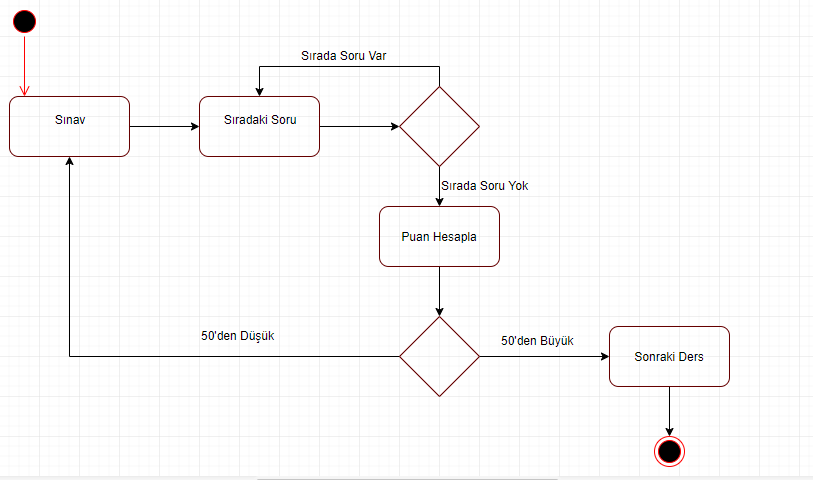 Sırada Soru Var
Sınav
Sıradaki Soru
Sırada Soru Yok
Puan Hesapla
50'den Düşük
50'den Büyük
Sonraki Ders